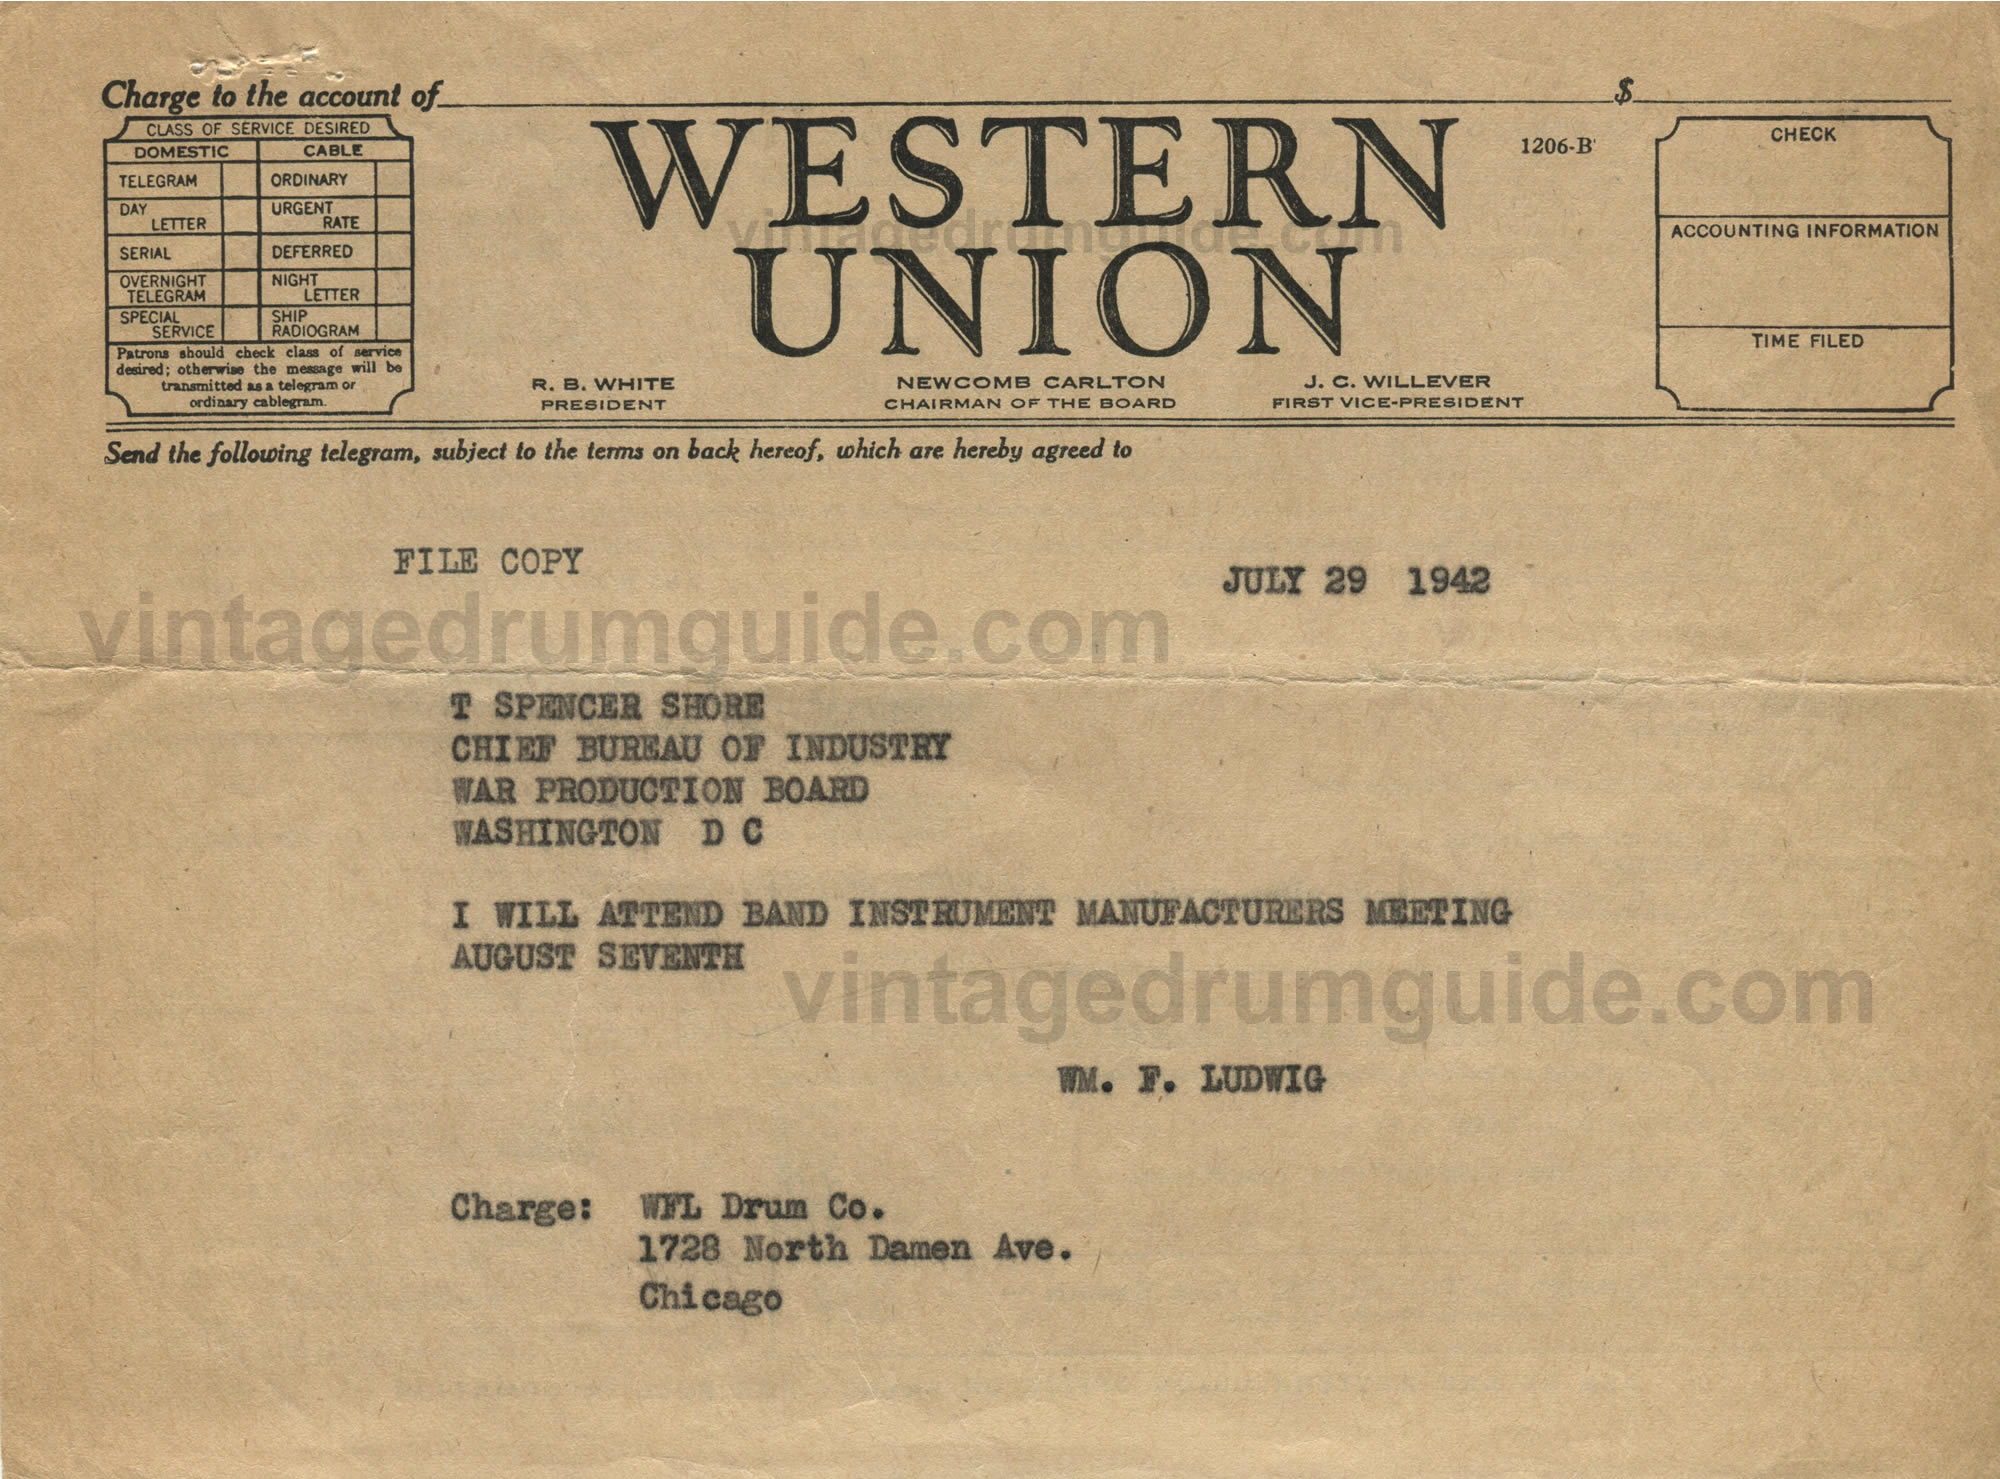 Charge to the account of $
CLASS OF SERVICE DESIRED
DOMESTIC CABLE
TELEGRAM ORDINARY
DAY LETTER URGENT RATE
SERIAL DEFERRED
OVERNIGHT TELEGRAM NIGHT LETTER
SPECIAL SERVICE SHIP RADIOGRAM
Patrons should check class of service
desired; otherwise the message will be
transmitted as a telegram or
ordinary cablegram.
WESTERN
UNION
1206-B
CHECK
ACCOUNTING INFORMATION
TIME FILED
R. B. WHITE
PRESIDENT
NEWCOMB CARLTON
CHAIRMAN OF THE BOARD
J. C. WILLEVER
FIRST VICE-PRESIDENT
vintagedrumguide.com
Send the following telegram, subject to the terms on back hereof, which are hereby agreed to
FILE COPY
JULY 29 1942
vintagedrumguide.com
T SPENCER SHORE
CHIEF BUREAU OF INDUSTRY
WAR PRODUCTION BOARD
WASHINGTON D C
I WILL ATTEND BAND INSTRUMENT MANUFACTURERS MEETING
AUGUST SEVENTH
vintagedrumguide.com
WM. F. LUDWIG
Charge: WFL Drum Co.
1728 North Damen Ave.
Chicago